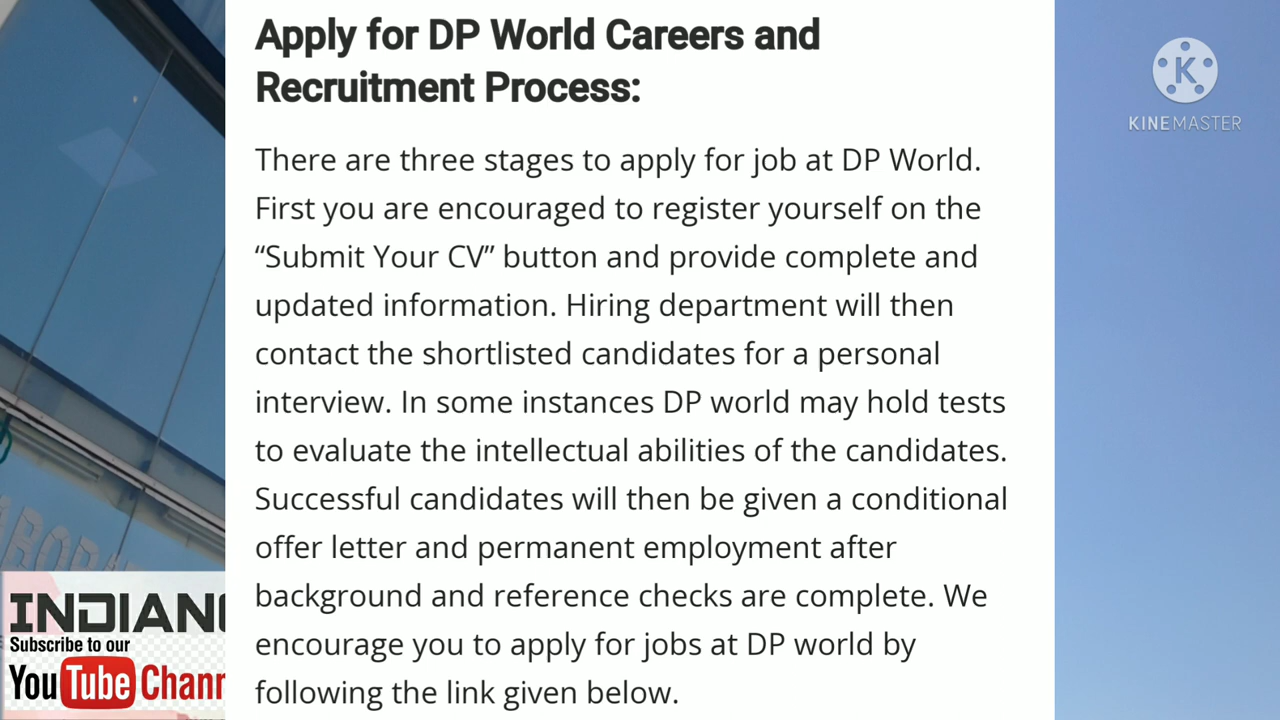 Apply for DP World Careers and
Recruitment Process:
There are three stages to apply for job at DP World.
First you are encouraged to register yourself on the
“Submit Your CV” button and provide complete and
updated information. Hiring department will then
contact the shortlisted candidates for a personal
interview. In some instances DP world may hold tests
to evaluate the intellectual abilities of the candidates.
Successful candidates will then be given a conditional
offer letter and permanent employment after
background and reference checks are complete. We
encourage you to apply for jobs at DP world by
following the link given below.
K
KINEMASTER
INDIAN
Subscribe to our
YouTube Chann